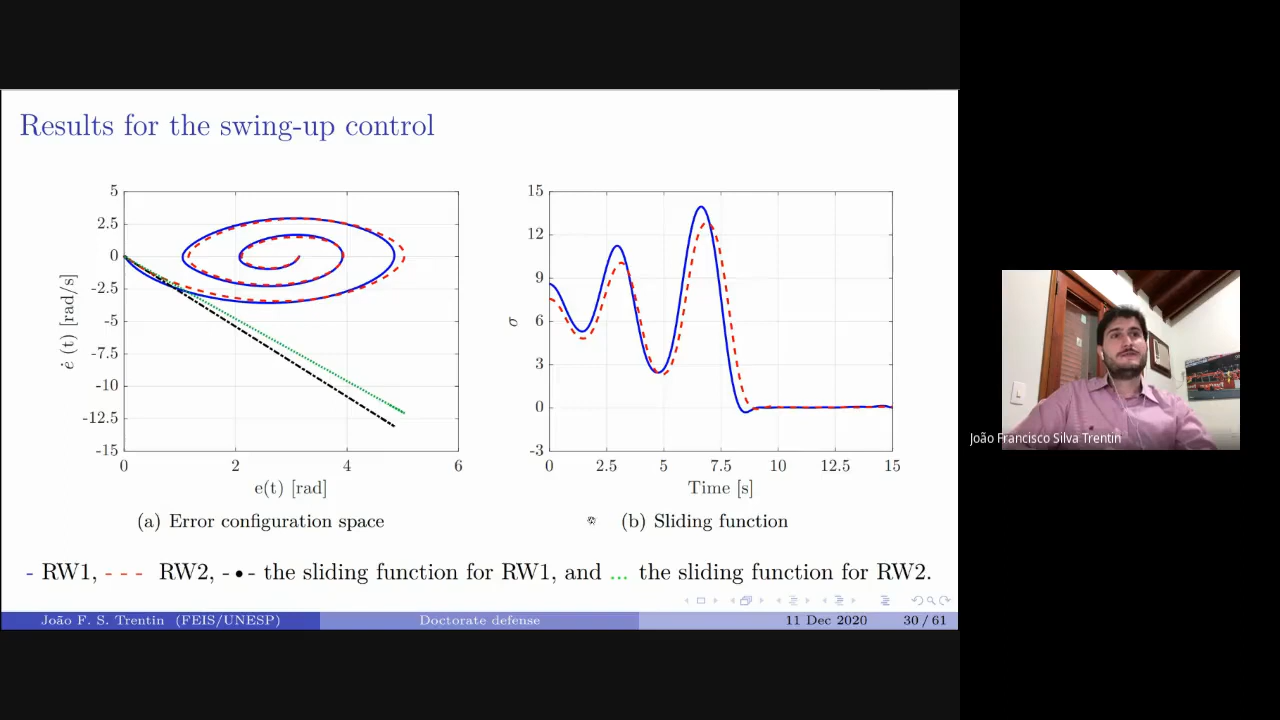 Results for the swing-up control
5
2.5
0
-2.5
-5
-7.5
-10
-12.5
-15
ė (t) [rad/s]
0 2 4 6
e(t) [rad]
(a) Error configuration space
15
12
9
6
3
0
-3
σ
0 2.5 5 7.5 10 12.5 15
Time [s]
(b) Sliding function
- RW1, - - - RW2, -•- the sliding function for RW1, and ... the sliding function for RW2.
João F. S. Trentin (FEIS/UNESP) Doctorate defense 11 Dec 2020 30 / 61
João Francisco Silva Trentin